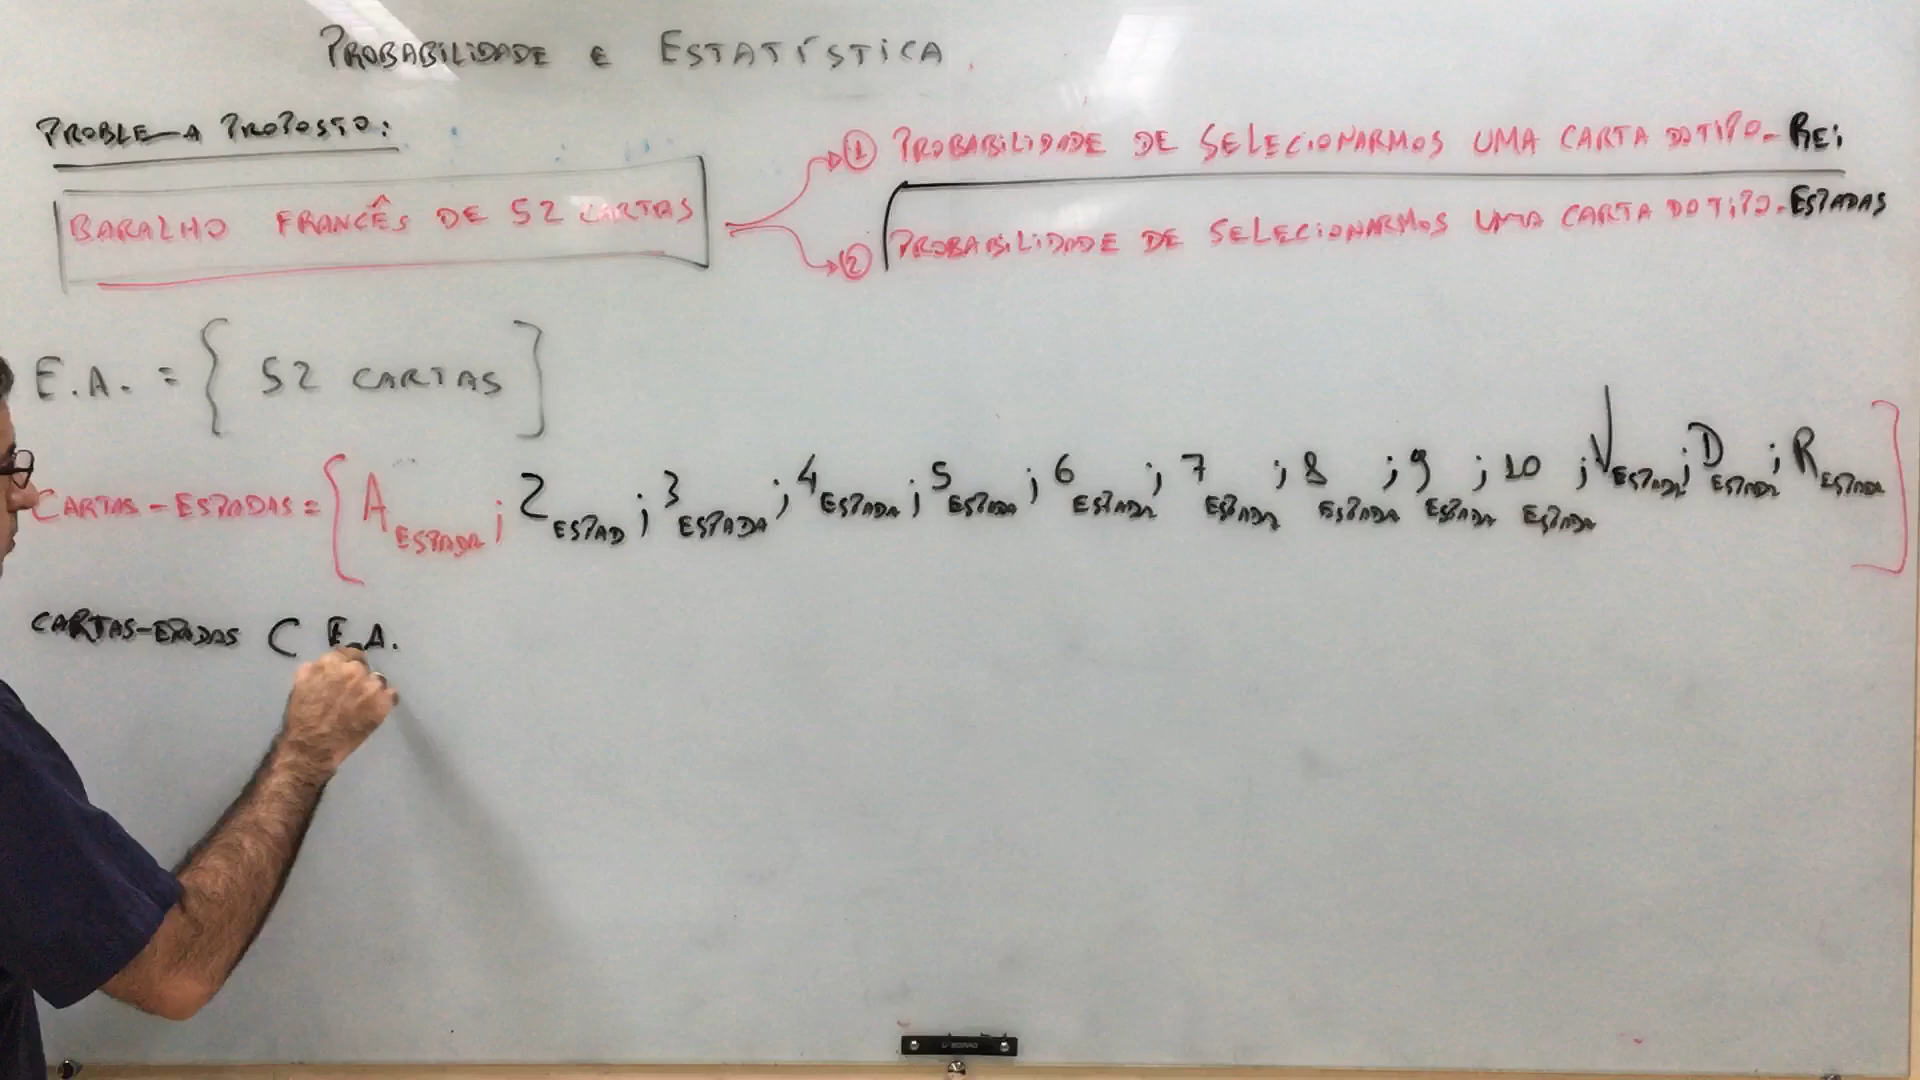 PROBABILIDADE E ESTATÍSTICA
PROBLEMA PROPOSTO:
BARALHO FRANCÊS DE 52 CARTAS
① PROBABILIDADE DE SELECIONARMOS UMA CARTA DO TIPO-REI
② PROBABILIDADE DE SELECIONARMOS UMA CARTA DO TIPO-ESPADAS
E.A. = { 52 CARTAS }
CARTAS-ESPADAS = { A ESPADA ; 2 ESPAD ; 3 ESPADA ; 4 ESPADA ; 5 ESPADA ; 6 ESPADA ; 7 ESPADA ; 8 ESPADA ; 9 ESPADA ; 10 ESPADA ; V ESPADA ; D ESPADA ; R ESPADA }
CARTAS-ESPADAS ⊂ E.A.